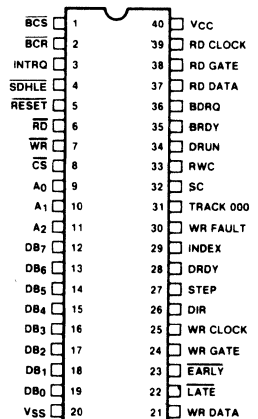 BCS 1 40 VCC
BCR 2 39 RD CLOCK
INTRQ 3 38 RD GATE
SDHLE 4 37 RD DATA
RESET 5 36 BDRQ
RD 6 35 BRDY
WR 7 34 DRUN
CS 8 33 RWC
A0 9 32 SC
A1 10 31 TRACK 000
A2 11 30 WR FAULT
DB7 12 29 INDEX
DB6 13 28 DRDY
DB5 14 27 STEP
DB4 15 26 DIR
DB3 16 25 WR CLOCK
DB2 17 24 WR GATE
DB1 18 23 EARLY
DB0 19 22 LATE
VSS 20 21 WR DATA